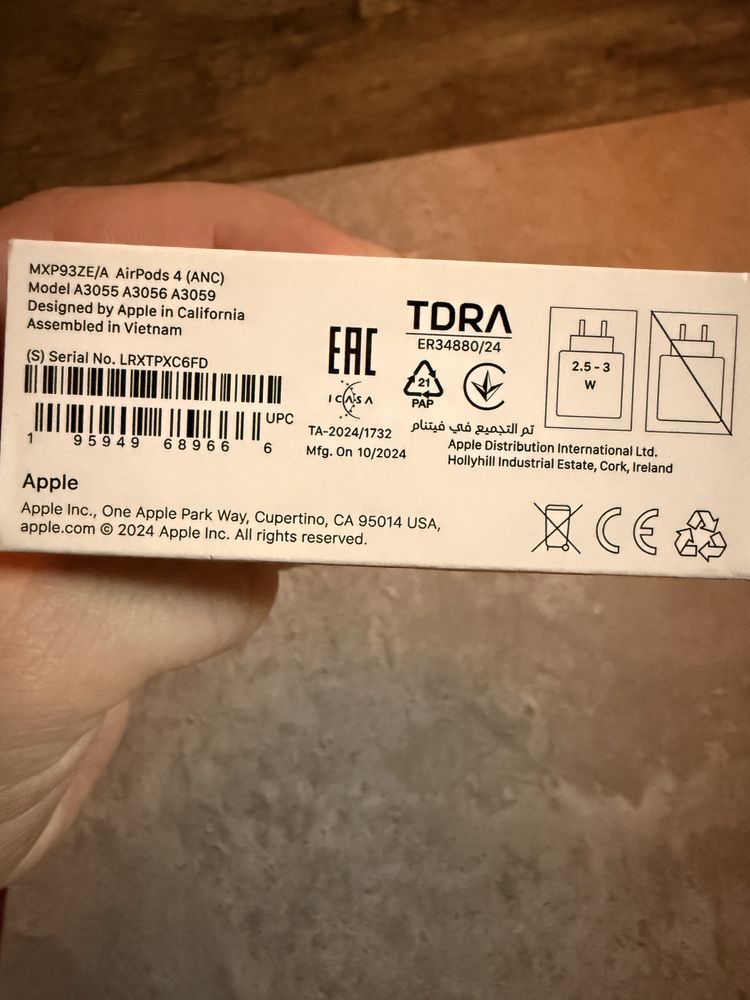 MXP93ZE/A AirPods 4 (ANC)
Model A3055 A3056 A3059
Designed by Apple in California
Assembled in Vietnam
(S) Serial No. LRXTPXC6FD
UPC
1 95949 68966 6
EAC
ICASA
TA-2024/1732
Mfg. On 10/2024
TDRA
ER34880/24
21
PAP
تم التجميع في فيتنام
Apple Distribution International Ltd.
Hollyhill Industrial Estate, Cork, Ireland
2.5 - 3
W
Apple
Apple Inc., One Apple Park Way, Cupertino, CA 95014 USA,
apple.com © 2024 Apple Inc. All rights reserved.
CE